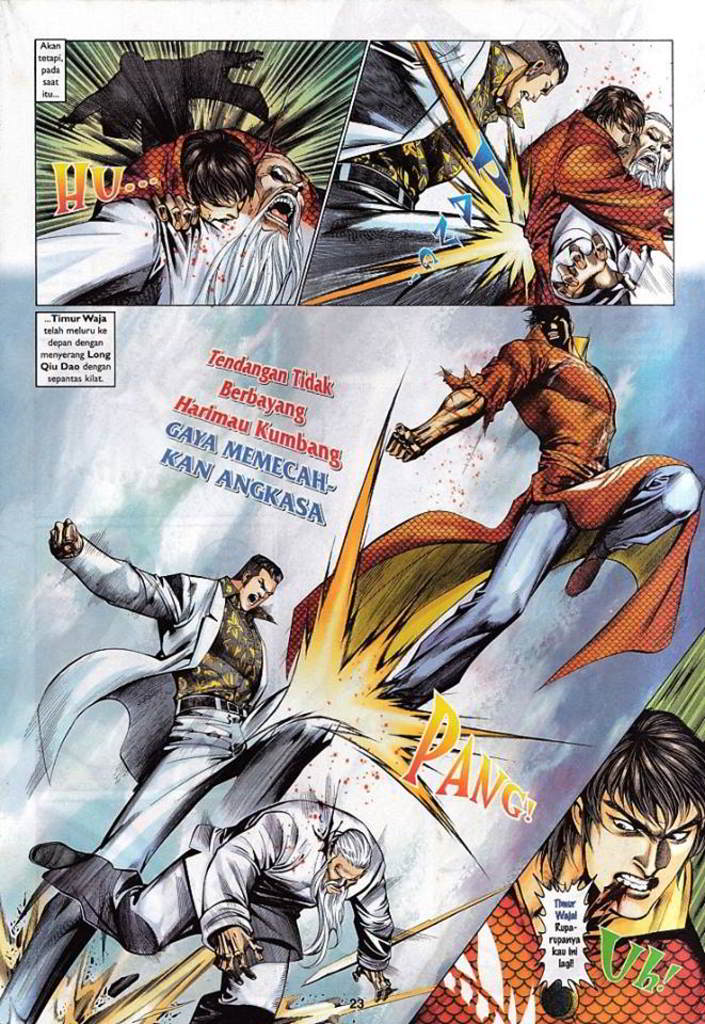 Akan
tetapi,
pada
saat
itu...
HU...
...Timur Waja
telah meluru ke
depan dengan
menyerang Long
Qiu Dao dengan
sepantas kilat.
Tendangan Tidak
Berbayang
Harimau Kumbang
GAYA MEMECAH-
KAN ANGKASA
PANG!
Timur
Waja!
Rupa-
rupanya
kau ini
lagi!
Uh!
23